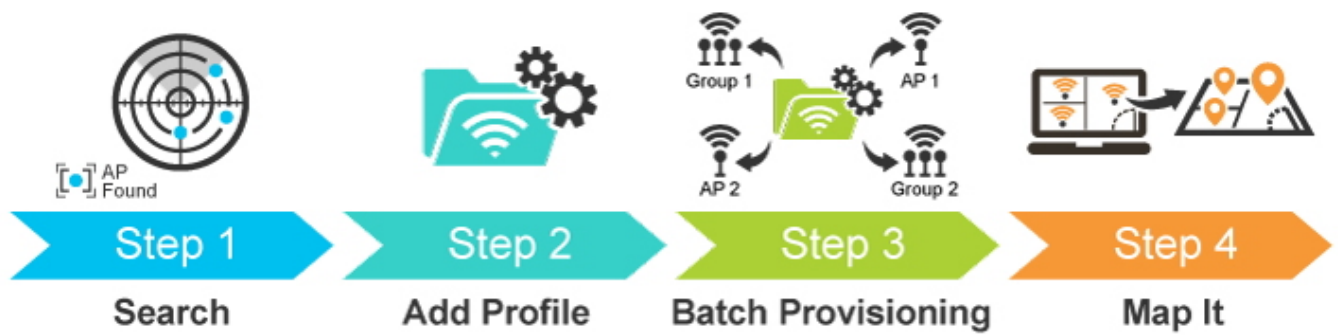 AP
Found
Group 1
AP 1
AP 2
Group 2
Step 1
Step 2
Step 3
Step 4
Search
Add Profile
Batch Provisioning
Map It